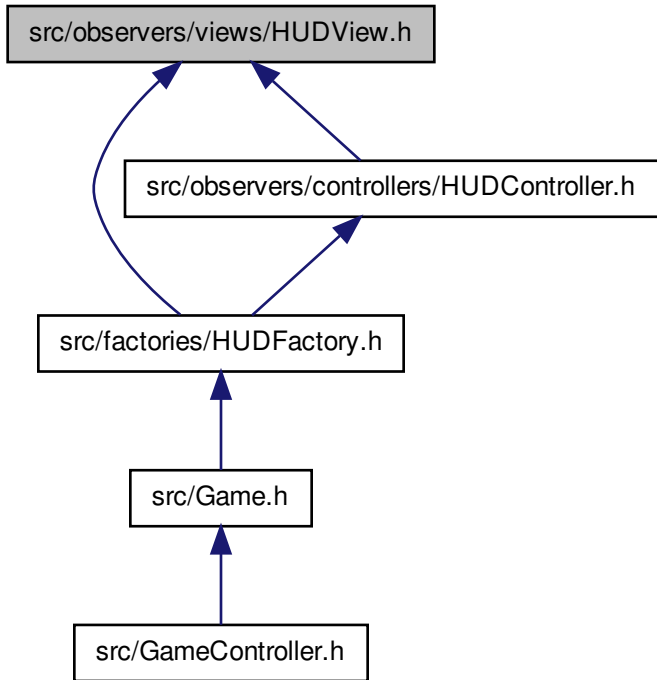 src/observers/views/HUDView.h
src/observers/controllers/HUDController.h
src/factories/HUDFactory.h
src/Game.h
src/GameController.h